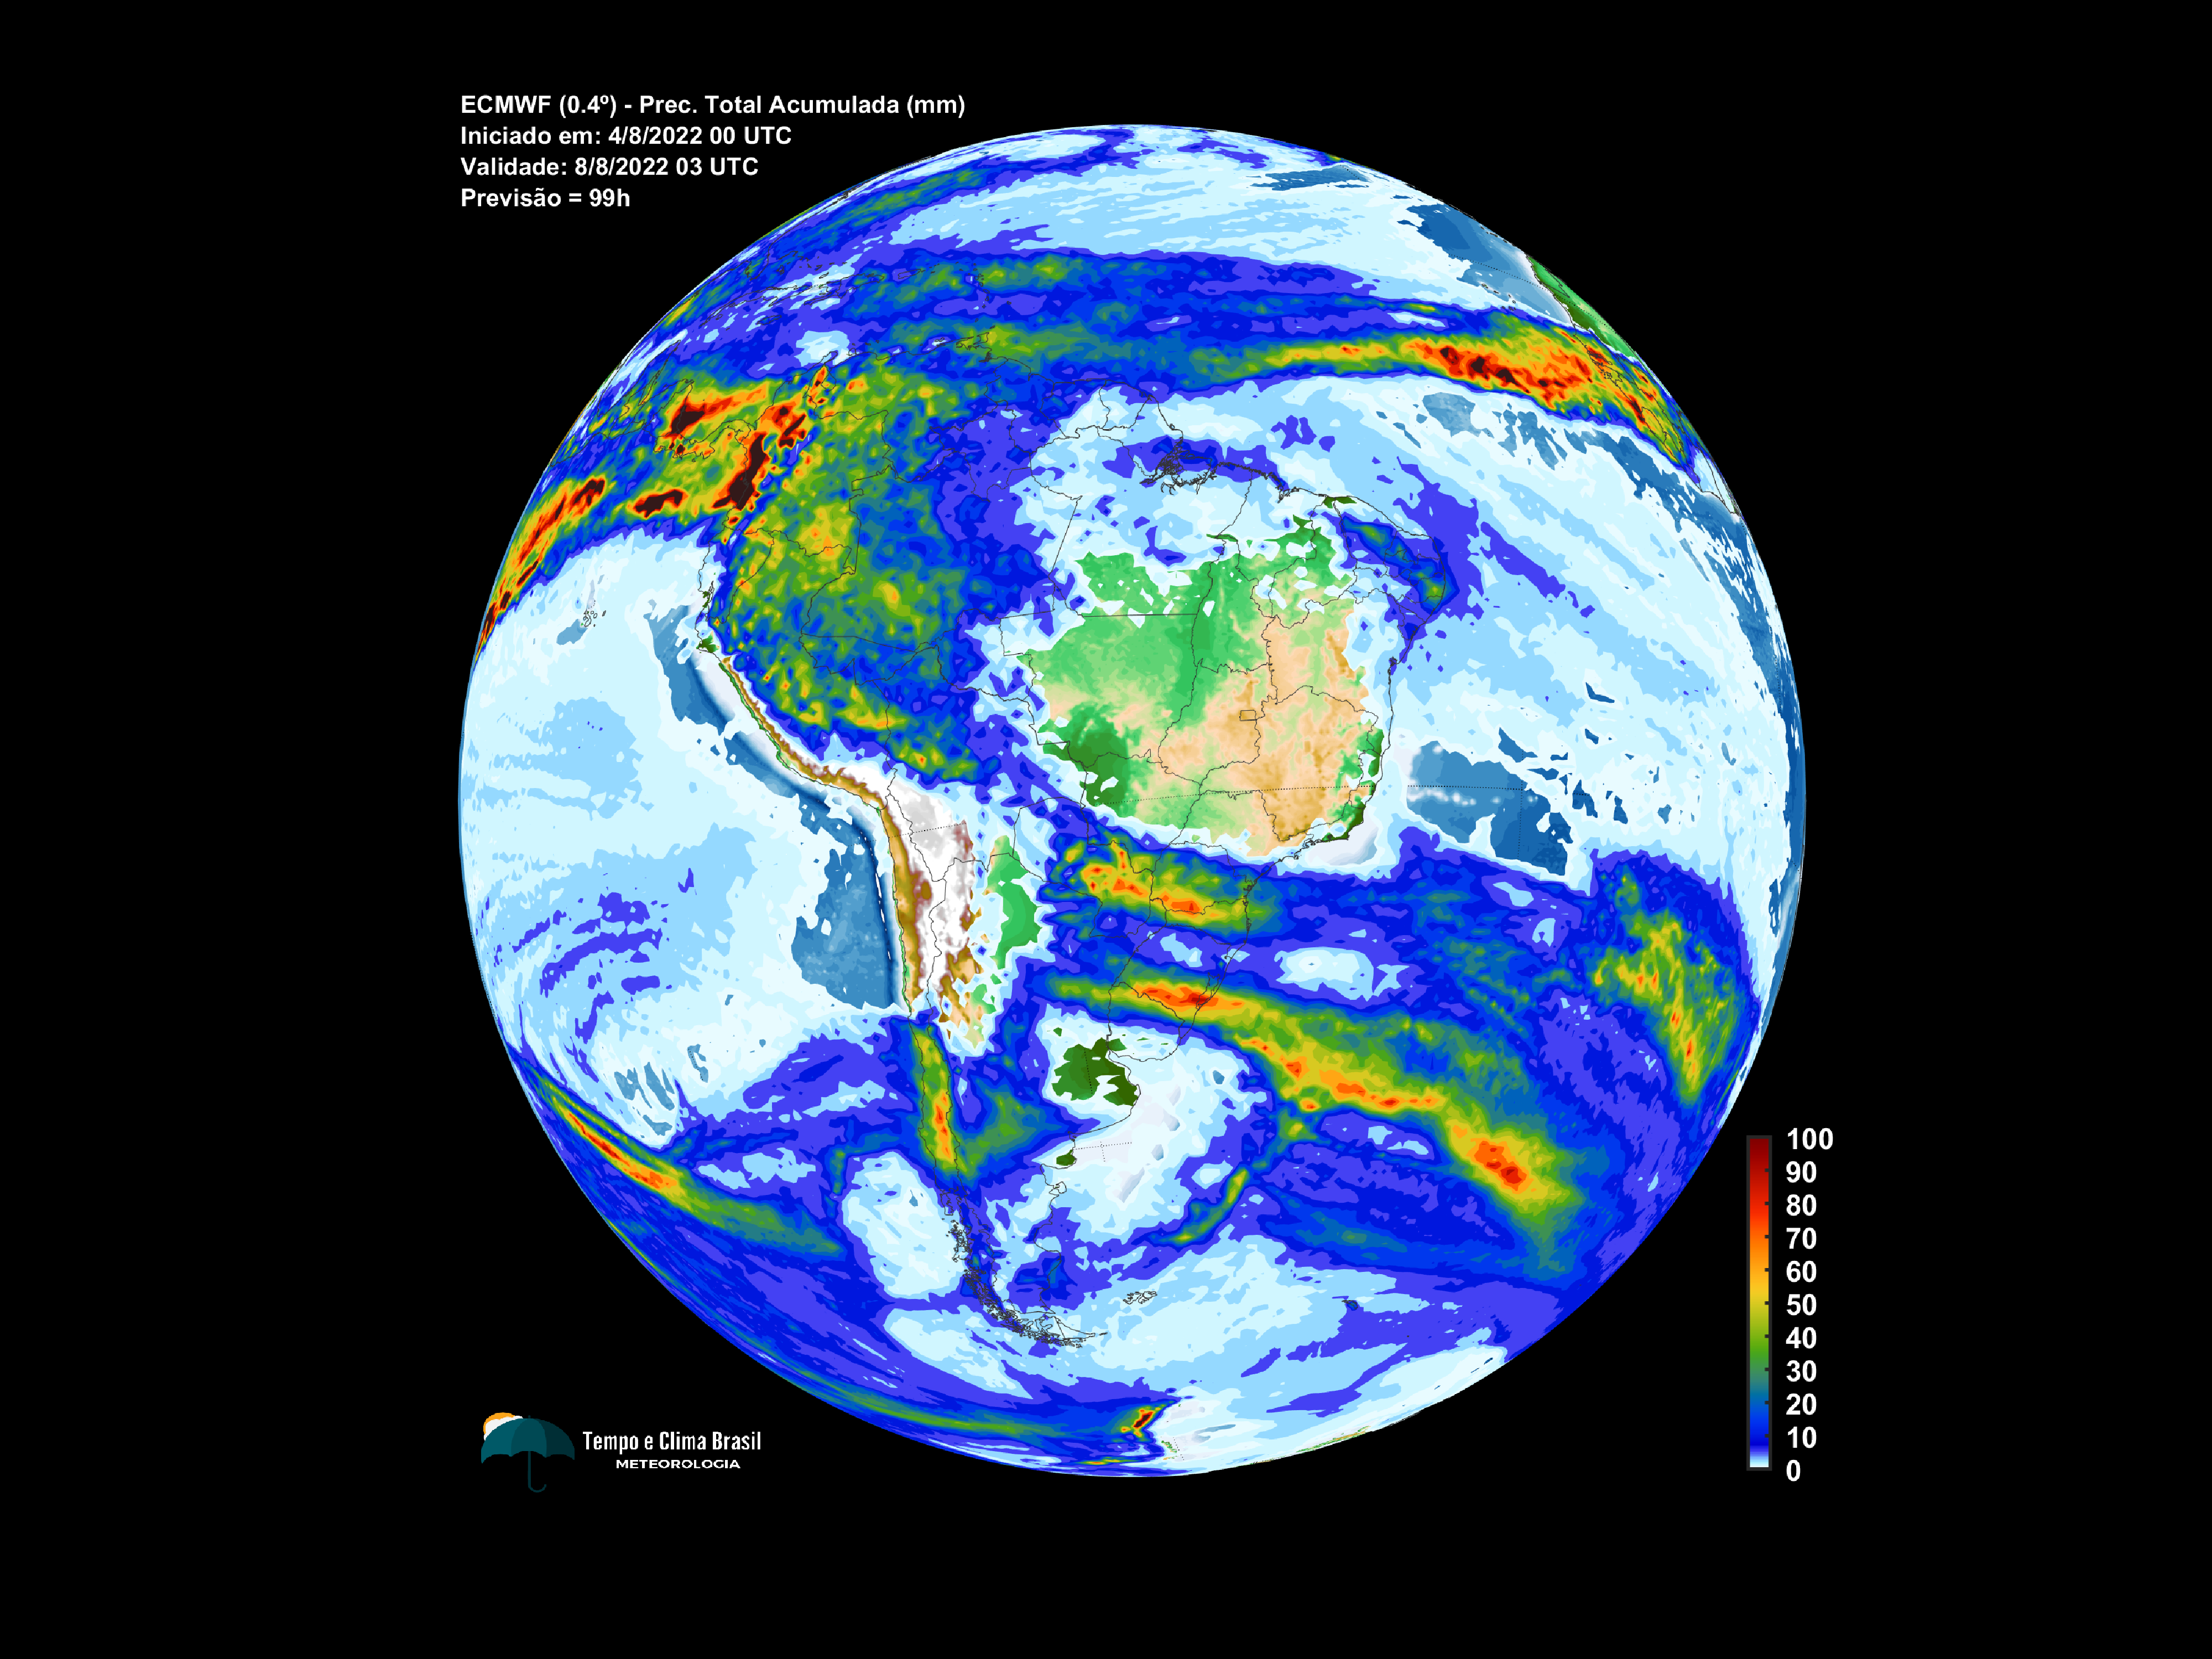 ECMWF (0.4º) - Prec. Total Acumulada (mm)
Iniciado em: 4/8/2022 00 UTC
Validade: 8/8/2022 03 UTC
Previsão = 99h
100
90
80
70
60
50
40
30
20
10
0
Tempo e Clima Brasil
METEOROLOGIA